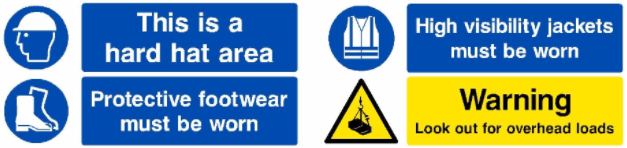 This is a
hard hat area
Protective footwear
must be worn
High visibility jackets
must be worn
Warning
Look out for overhead loads